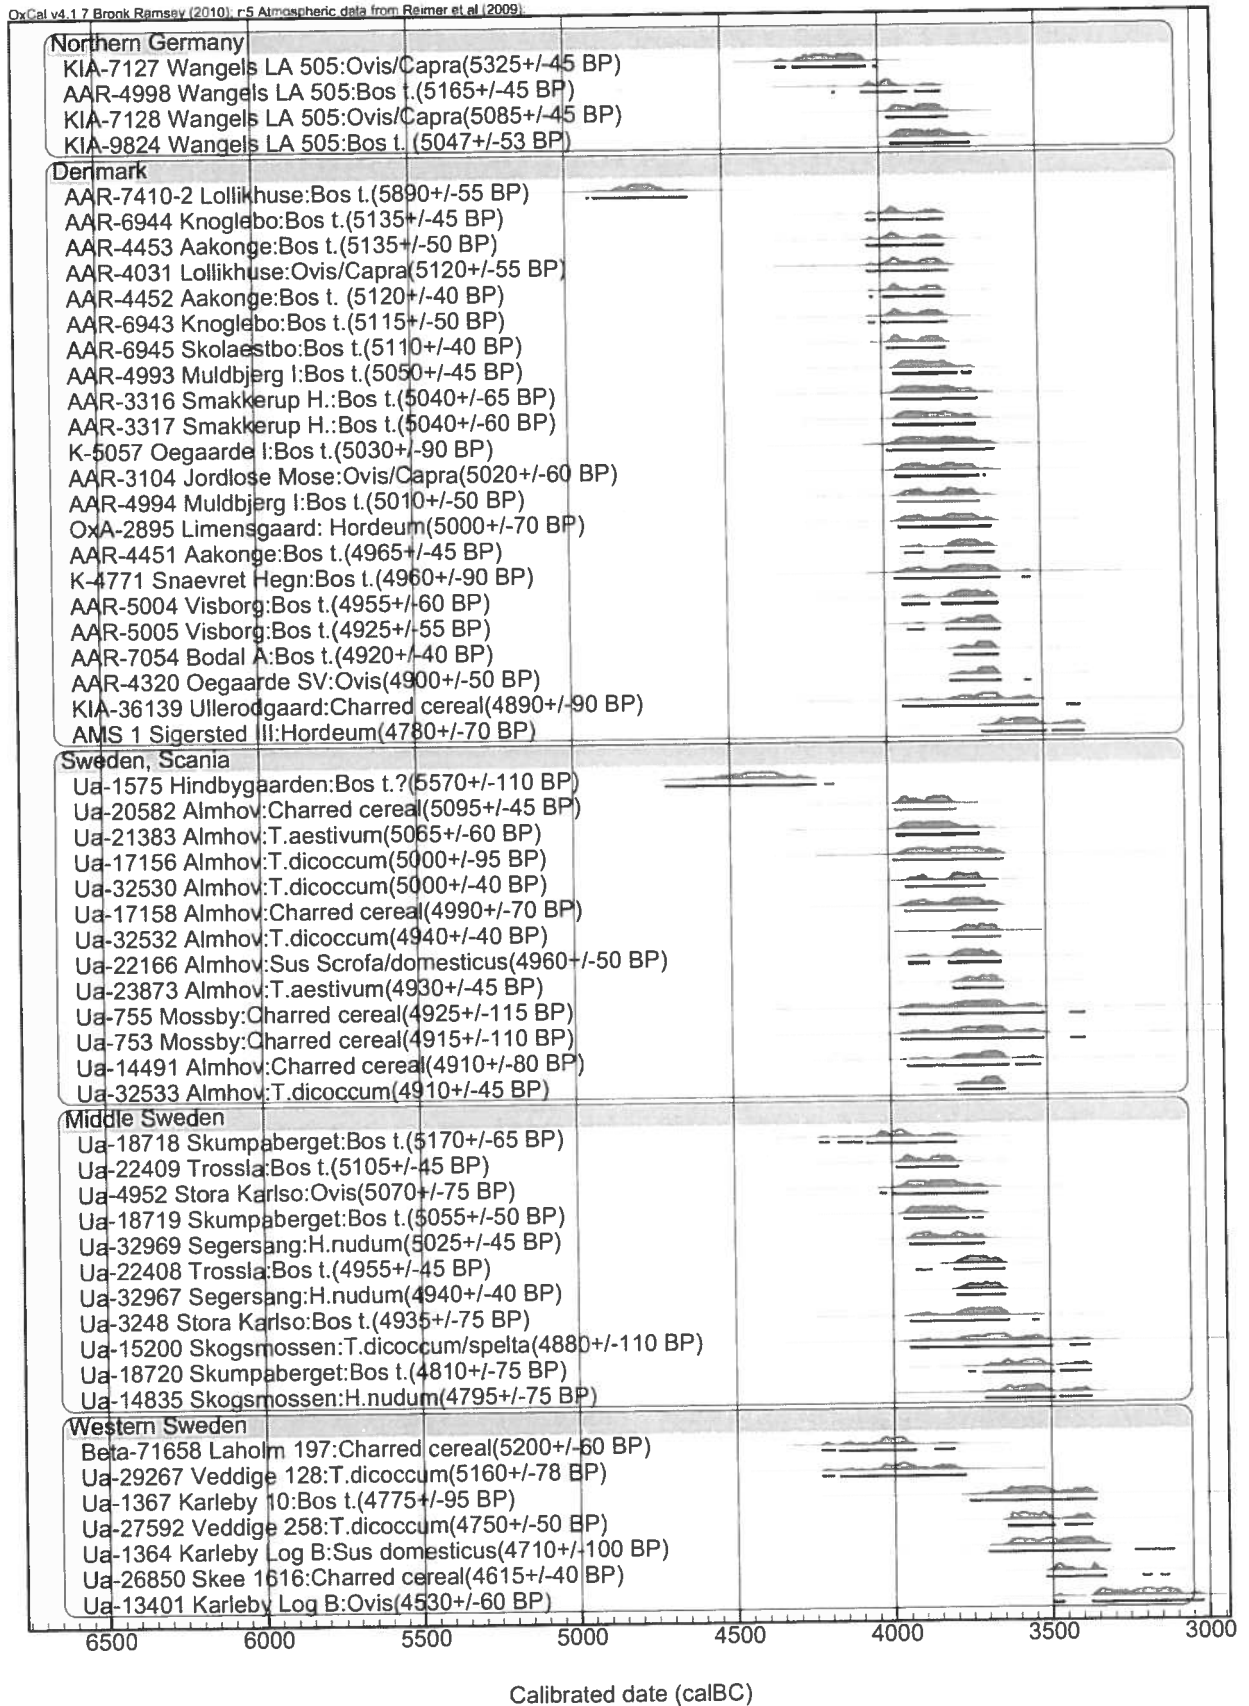 OxCal v4.1.7 Bronk Ramsey (2010); r:5 Atmospheric data from Reimer et al (2009);
Northern Germany
KIA-7127 Wangels LA 505:Ovis/Capra(5325+/-45 BP)
AAR-4998 Wangels LA 505:Bos t.(5165+/-45 BP)
KIA-7128 Wangels LA 505:Ovis/Capra(5085+/-45 BP)
KIA-9824 Wangels LA 505:Bos t. (5047+/-53 BP)
Denmark
AAR-7410-2 Lollikhuse:Bos t.(5890+/-55 BP)
AAR-6944 Knoglebo:Bos t.(5135+/-45 BP)
AAR-4453 Aakonge:Bos t.(5135+/-50 BP)
AAR-4031 Lollikhuse:Ovis/Capra(5120+/-55 BP)
AAR-4452 Aakonge:Bos t. (5120+/-40 BP)
AAR-6943 Knoglebo:Bos t.(5115+/-50 BP)
AAR-6945 Skolaestbo:Bos t.(5110+/-40 BP)
AAR-4993 Muldbjerg I:Bos t.(5050+/-45 BP)
AAR-3316 Smakkerup H.:Bos t.(5040+/-65 BP)
AAR-3317 Smakkerup H.:Bos t.(5040+/-60 BP)
K-5057 Oegaarde I:Bos t.(5030+/-90 BP)
AAR-3104 Jordlose Mose:Ovis/Capra(5020+/-60 BP)
AAR-4994 Muldbjerg I:Bos t.(5010+/-50 BP)
OxA-2895 Limensgaard: Hordeum(5000+/-70 BP)
AAR-4451 Aakonge:Bos t.(4965+/-45 BP)
K-4771 Snaevret Hegn:Bos t.(4960+/-90 BP)
AAR-5004 Visborg:Bos t.(4955+/-60 BP)
AAR-5005 Visborg:Bos t.(4925+/-55 BP)
AAR-7054 Bodal A:Bos t.(4920+/-40 BP)
AAR-4320 Oegaarde SV:Ovis(4900+/-50 BP)
KIA-36139 Ullerodgaard:Charred cereal(4890+/-90 BP)
AMS 1 Sigersted III:Hordeum(4780+/-70 BP)
Sweden, Scania
Ua-1575 Hindbygaarden:Bos t.?(5570+/-110 BP)
Ua-20582 Almhov:Charred cereal(5095+/-45 BP)
Ua-21383 Almhov:T.aestivum(5065+/-60 BP)
Ua-17156 Almhov:T.dicoccum(5000+/-95 BP)
Ua-32530 Almhov:T.dicoccum(5000+/-40 BP)
Ua-17158 Almhov:Charred cereal(4990+/-70 BP)
Ua-32532 Almhov:T.dicoccum(4940+/-40 BP)
Ua-22166 Almhov:Sus Scrofa/domesticus(4960+/-50 BP)
Ua-23873 Almhov:T.aestivum(4930+/-45 BP)
Ua-755 Mossby:Charred cereal(4925+/-115 BP)
Ua-753 Mossby:Charred cereal(4915+/-110 BP)
Ua-14491 Almhov:Charred cereal(4910+/-80 BP)
Ua-32533 Almhov:T.dicoccum(4910+/-45 BP)
Middle Sweden
Ua-18718 Skumpaberget:Bos t.(5170+/-65 BP)
Ua-22409 Trossla:Bos t.(5105+/-45 BP)
Ua-4952 Stora Karlso:Ovis(5070+/-75 BP)
Ua-18719 Skumpaberget:Bos t.(5055+/-50 BP)
Ua-32969 Segersang:H.nudum(5025+/-45 BP)
Ua-22408 Trossla:Bos t.(4955+/-45 BP)
Ua-32967 Segersang:H.nudum(4940+/-40 BP)
Ua-3248 Stora Karlso:Bos t.(4935+/-75 BP)
Ua-15200 Skogsmossen:T.dicoccum/spelta(4880+/-110 BP)
Ua-18720 Skumpaberget:Bos t.(4810+/-75 BP)
Ua-14835 Skogsmossen:H.nudum(4795+/-75 BP)
Western Sweden
Beta-71658 Laholm 197:Charred cereal(5200+/-60 BP)
Ua-29267 Veddige 128:T.dicoccum(5160+/-78 BP)
Ua-1367 Karleby 10:Bos t.(4775+/-95 BP)
Ua-27592 Veddige 258:T.dicoccum(4750+/-50 BP)
Ua-1364 Karleby Log B:Sus domesticus(4710+/-100 BP)
Ua-26850 Skee 1616:Charred cereal(4615+/-40 BP)
Ua-13401 Karleby Log B:Ovis(4530+/-60 BP)
6500 6000 5500 5000 4500 4000 3500 3000
Calibrated date (calBC)